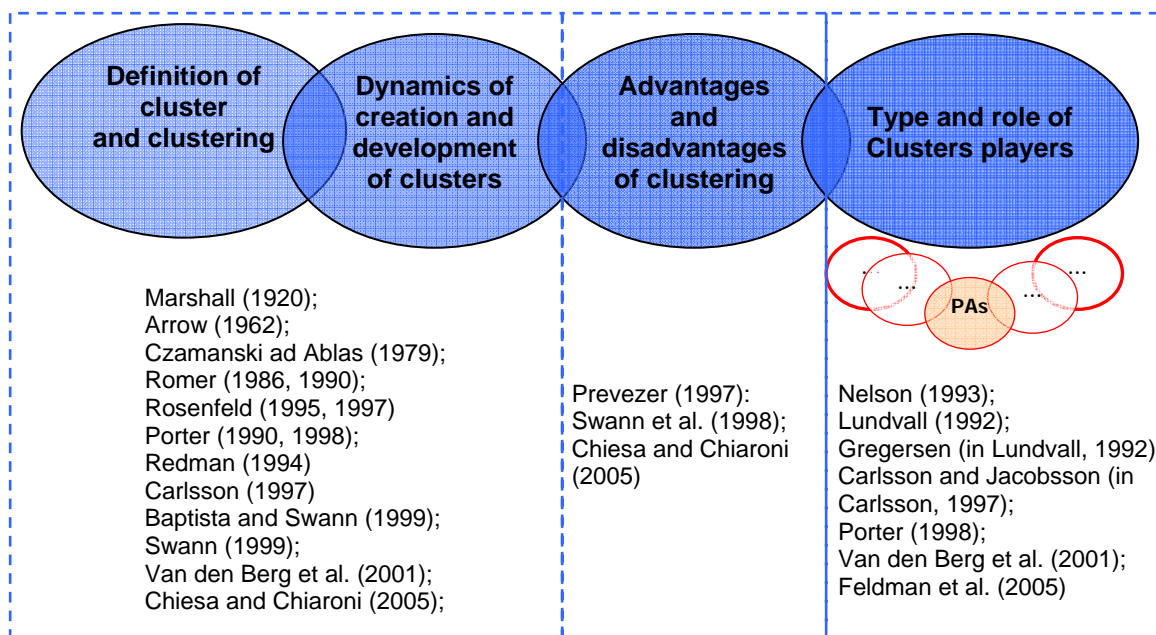 Definition of
cluster
and clustering
Dynamics of
creation and
development
of clusters
Advantages
and
disadvantages
of clustering
Type and role of
Clusters players
...
...
PAs
...
...
Marshall (1920);
Arrow (1962);
Czamanski ad Ablas (1979);
Romer (1986, 1990);
Rosenfeld (1995, 1997)
Porter (1990, 1998);
Redman (1994)
Carlsson (1997)
Baptista and Swann (1999);
Swann (1999);
Van den Berg et al. (2001);
Chiesa and Chiaroni (2005);
Prevezer (1997):
Swann et al. (1998);
Chiesa and Chiaroni
(2005)
Nelson (1993);
Lundvall (1992);
Gregersen (in Lundvall, 1992)
Carlsson and Jacobsson (in
Carlsson, 1997);
Porter (1998);
Van den Berg et al. (2001);
Feldman et al. (2005)